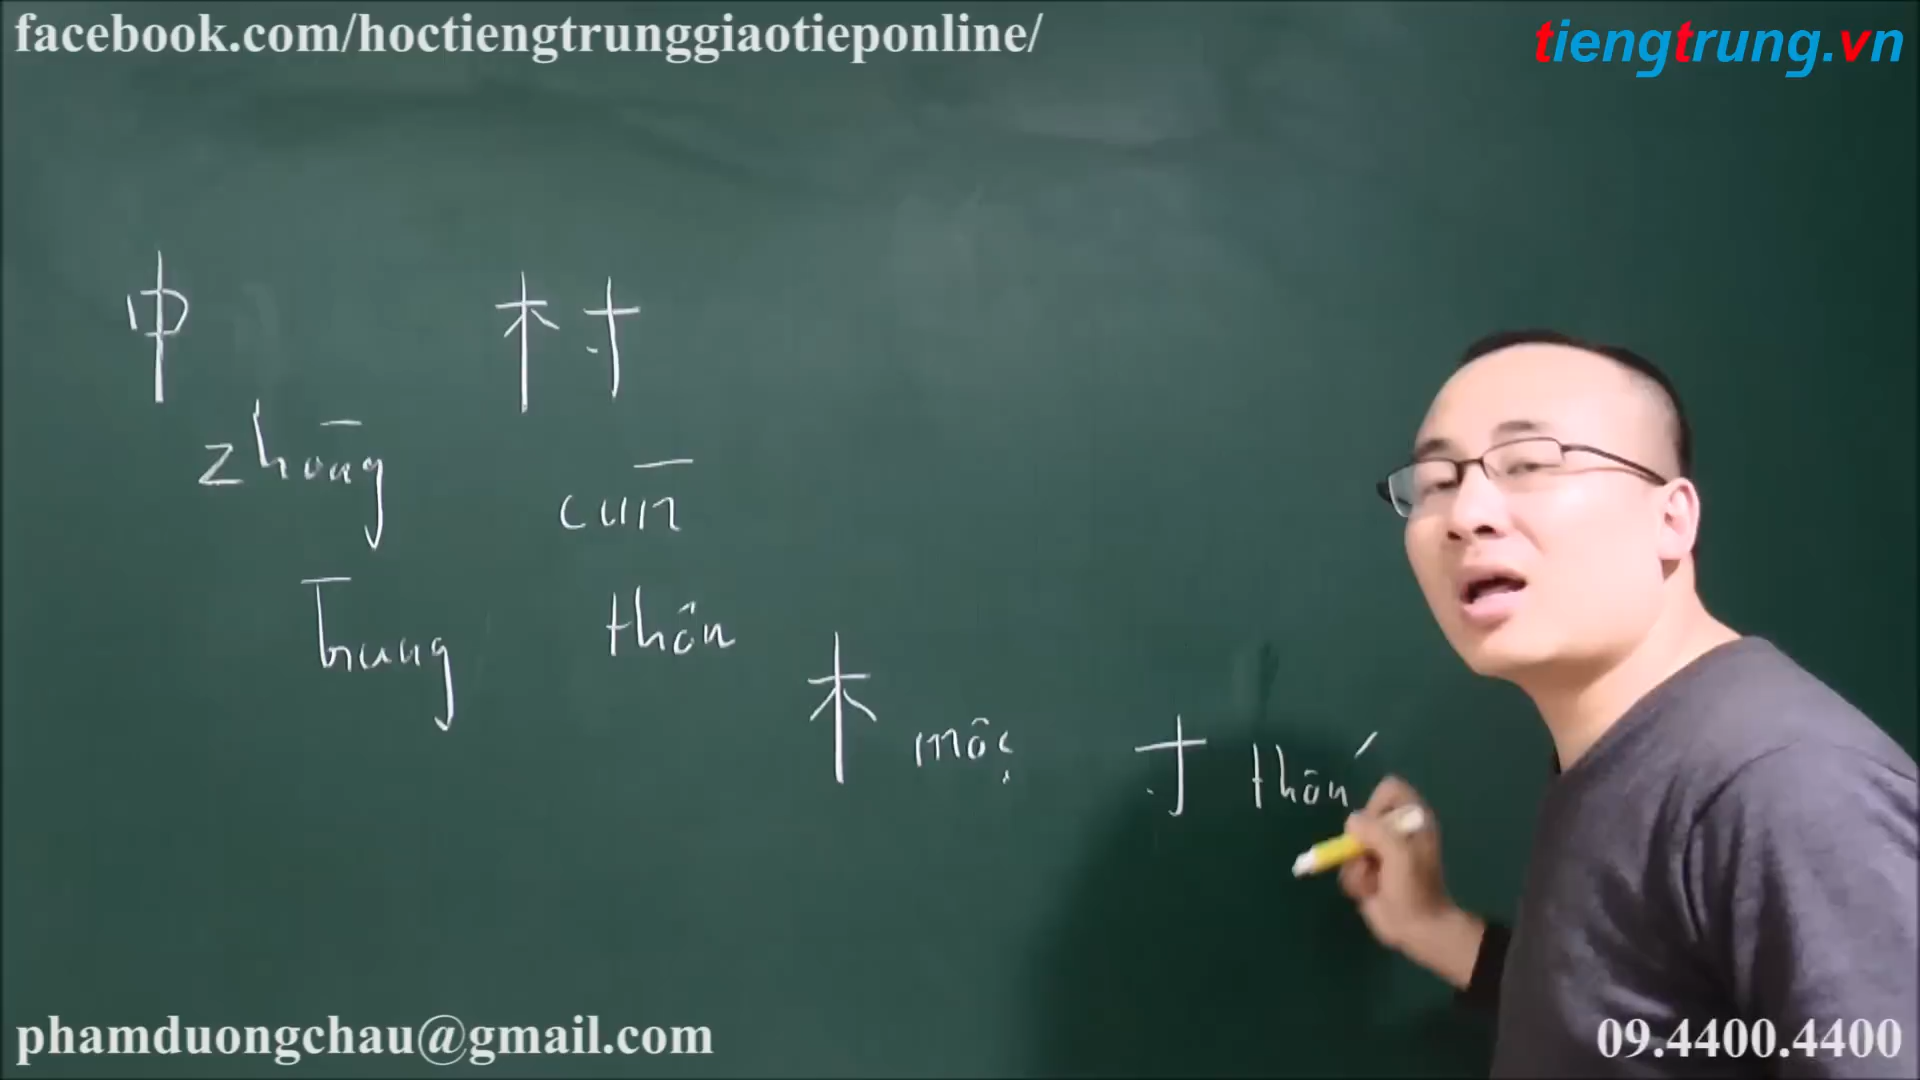 facebook.com/hoctiengtrunggiaotieponline/
tiengtrung.vn
中 村
zhōng cūn
Trung thôn
木 mộc 寸 thốn
phamduongchau@gmail.com
09.4400.4400